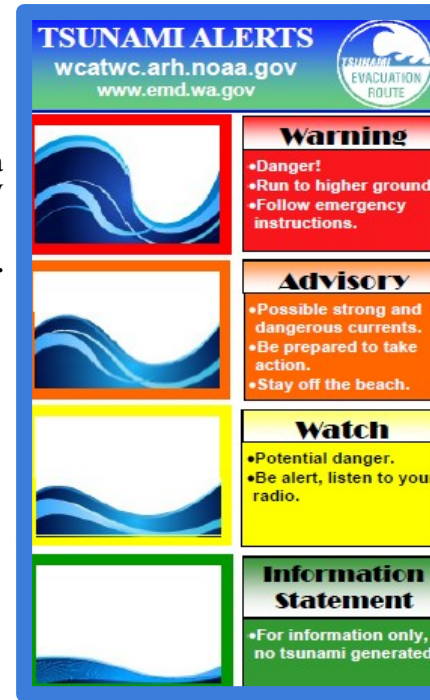 TSUNAMI ALERTS
wcatwc.arh.noaa.gov
www.emd.wa.gov
TSUNAMI
EVACUATION
ROUTE
Warning
•Danger!
•Run to higher ground
•Follow emergency
instructions.
Advisory
•Possible strong and
dangerous currents.
•Be prepared to take
action.
•Stay off the beach.
Watch
•Potential danger.
•Be alert, listen to your
radio.
Information
Statement
•For information only,
no tsunami generated